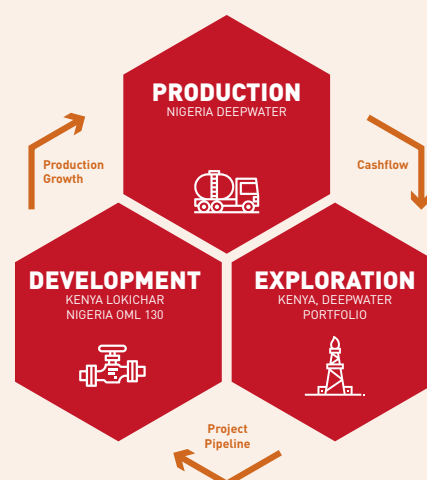 PRODUCTION
NIGERIA DEEPWATER
Production
Growth
Cashflow
DEVELOPMENT
KENYA LOKICHAR
NIGERIA OML 130
EXPLORATION
KENYA, DEEPWATER
PORTFOLIO
Project
Pipeline